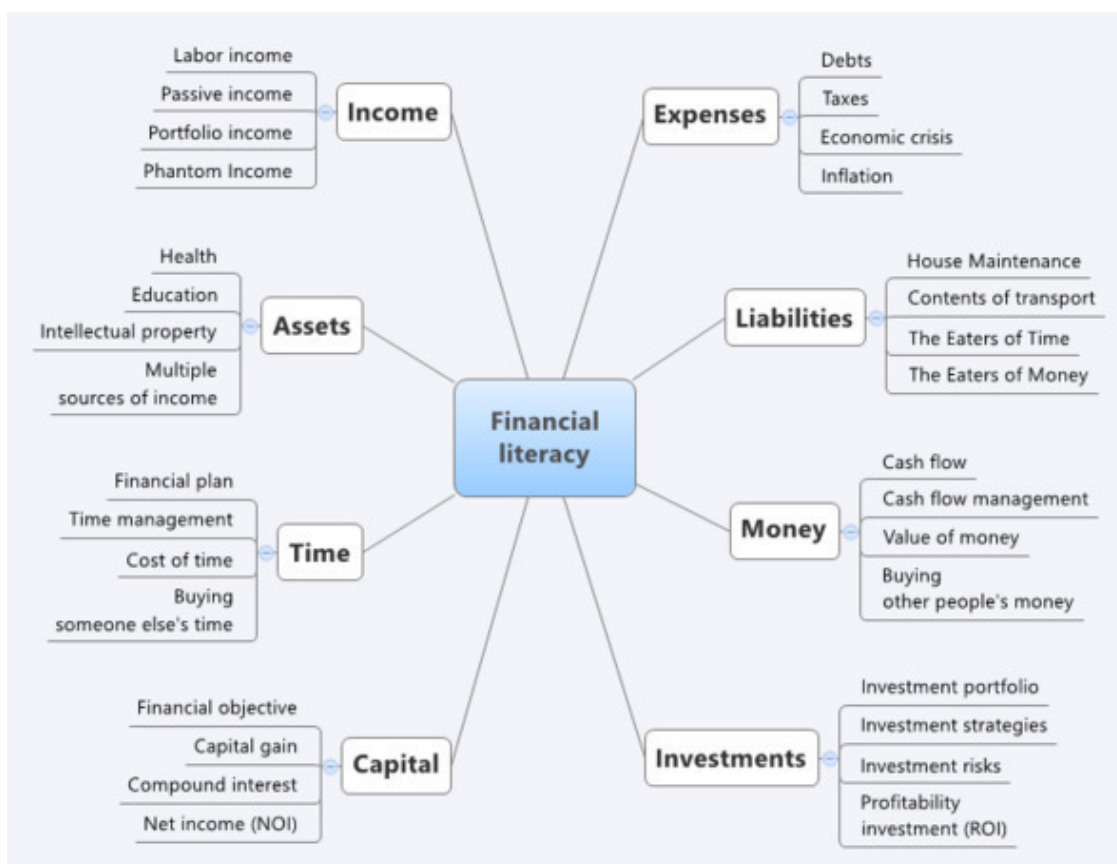 Financial
literacy
Income
Labor income
Passive income
Portfolio income
Phantom Income
Assets
Health
Education
Intellectual property
Multiple
sources of income
Time
Financial plan
Time management
Cost of time
Buying
someone else's time
Capital
Financial objective
Capital gain
Compound interest
Net income (NOI)
Expenses
Debts
Taxes
Economic crisis
Inflation
Liabilities
House Maintenance
Contents of transport
The Eaters of Time
The Eaters of Money
Money
Cash flow
Cash flow management
Value of money
Buying
other people's money
Investments
Investment portfolio
Investment strategies
Investment risks
Profitability
investment (ROI)